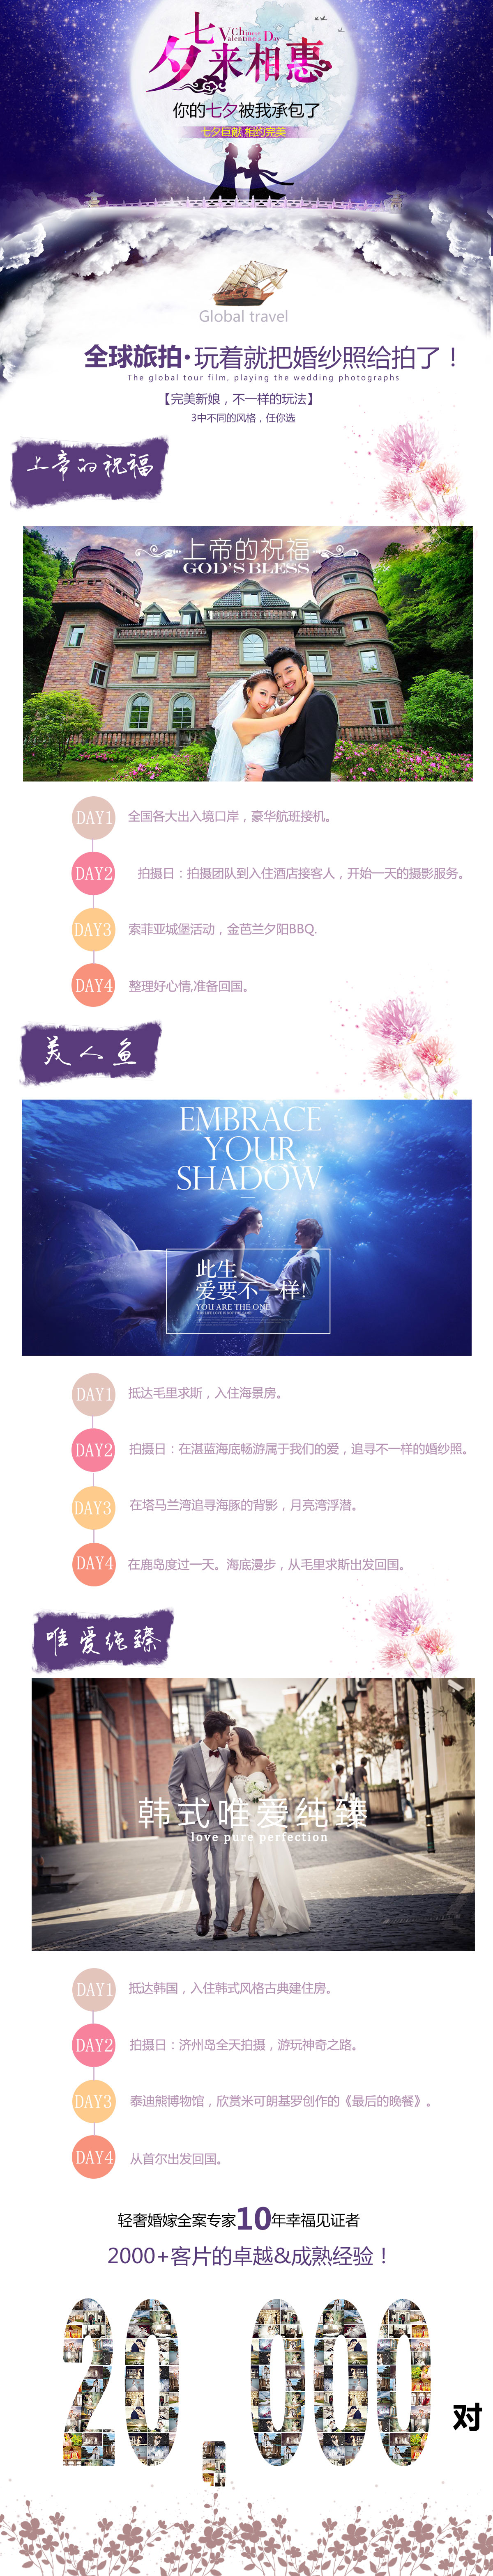 七夕来相惠
Chinese
Valentine's Day
你的七夕被我承包了
七夕巨献 相约完美
Global travel
全球旅拍·玩着就把婚纱照给拍了！
The global tour film, playing the wedding photographs
【完美新娘，不一样的玩法】
3中不同的风格，任你选
上帝的祝福
上帝的祝福
GOD'S BLESS
DAY1 全国各大出入境口岸，豪华航班接机。
DAY2 拍摄日：拍摄团队到入住酒店接客人，开始一天的摄影服务。
DAY3 索菲亚城堡活动，金芭兰夕阳BBQ.
DAY4 整理好心情,准备回国。
美人鱼
EMBRACE
YOUR
SHADOW
此生,
爱要不一样!
YOU ARE THE ONE
DAY1 抵达毛里求斯，入住海景房。
DAY2 拍摄日：在湛蓝海底畅游属于我们的爱，追寻不一样的婚纱照。
DAY3 在塔马兰湾追寻海豚的背影，月亮湾浮潜。
DAY4 在鹿岛度过一天。海底漫步，从毛里求斯出发回国。
唯爱纯臻
韩式唯爱纯臻
love pure perfection
DAY1 抵达韩国，入住韩式风格古典建住房。
DAY2 拍摄日：济州岛全天拍摄，游玩神奇之路。
DAY3 泰迪熊博物馆，欣赏米可朗基罗创作的《最后的晚餐》。
DAY4 从首尔出发回国。
轻奢婚嫁全案专家10年幸福见证者
2000+客片的卓越&成熟经验！
20,000对